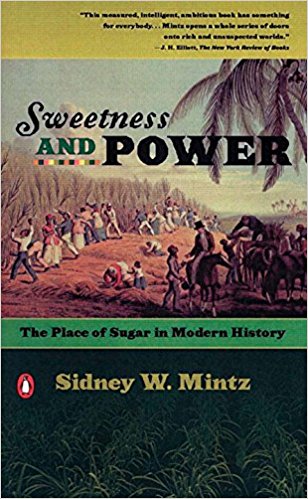 "This measured, intelligent, ambitious book has something
for everybody. . . Mintz opens a whole series of doors
onto rich and unsuspected worlds."
—J. H. Elliott, The New York Review of Books
Sweetness
AND POWER
The Place of Sugar in Modern History
Sidney W. Mintz